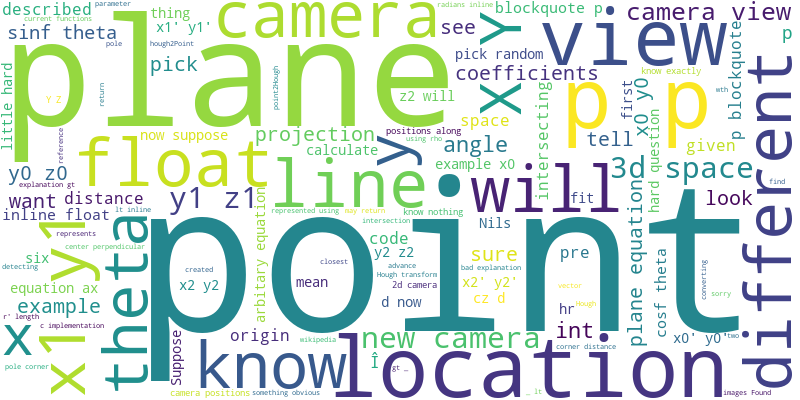 described
current functions
parameter
thing
x1' y1'
camera
view
blockquote p
radians inline
camera view
sinf theta
pole
hough2Point
see
pick random
p
plane
pick
coefficients
X Y
different
little hard
Y Z
return
point2Hough
z2 will
space
first
x0 y0
know exactly
wth
reference
now suppose
projection
positions along
using rho
intersecting
tell
p p
given
p blockquote
y0 z0
float
calculate
y
angle
example x0
hard question
explanation gt
want
distance
line
will
3d space
inline float
y1 z1
represented using
may return
know nothing
fit
look
represents
lt inline
arbitary equation
intersection
Nils
find
center perpendicular
code
sure
plane equation
six
theta
x2 y2
created
y2 z2
closest
advance
Hough transform
bad explanation
pre
cosf theta
converting
detecting
point
mean
2d camera
x2' y2'
vector
equation ax
x1 y1
d now
cz d
Hough
sorry
r' length
example
origin
hr
x0' y0'
two
x
c implementation
new camera
int
corner distance
wikipedia
pole corner
Suppose
know
Î
gt _
location
camera positions
something obvious
_ lt
images Found